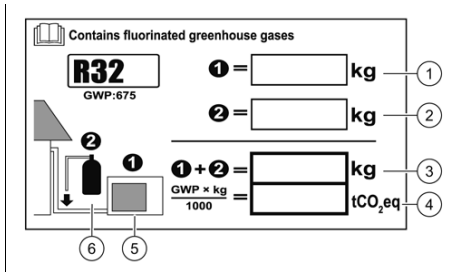 Contains fluorinated greenhouse gases
R32
GWP:675
❶= kg ①
❷= kg ②
❷
❶
❶+❷= kg ③
GWP × kg
1000
= tCO₂eq ④
⑥ ⑤